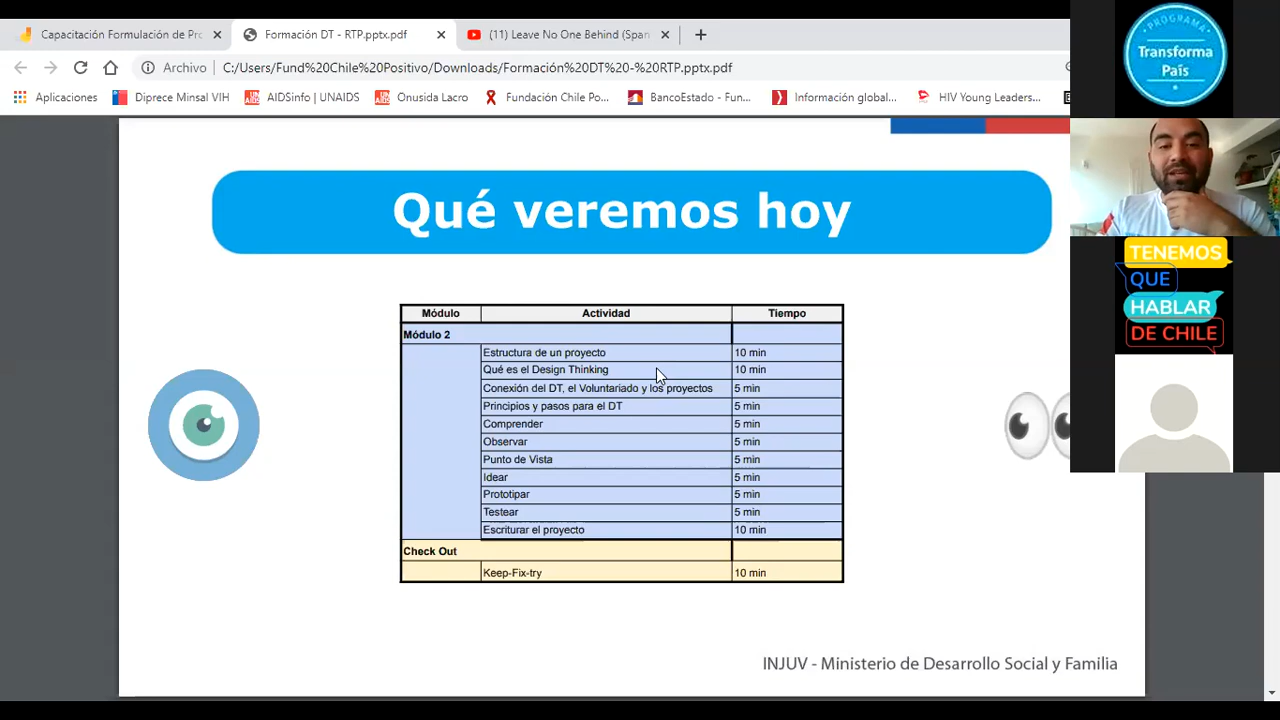 Capacitación Formulación de Pro
Formación DT - RTP.pptx.pdf
(11) Leave No One Behind (Span
Archivo
C:/Users/Fund%20Chile%20Positivo/Downloads/Formación%20DT%20-%20RTP.pptx.pdf
Aplicaciones
Diprece Minsal VIH
AIDSinfo | UNAIDS
Onusida Lacro
Fundación Chile Po...
BancoEstado - Fun...
Información global...
HIV Young Leaders...
PROGRAMA
Transforma
País
Qué veremos hoy
TENEMOS
QUE
HABLAR
DE CHILE
Módulo Actividad Tiempo
Módulo 2
Estructura de un proyecto 10 min
Qué es el Design Thinking 10 min
Conexión del DT, el Voluntariado y los proyectos 5 min
Principios y pasos para el DT 5 min
Comprender 5 min
Observar 5 min
Punto de Vista 5 min
Idear 5 min
Prototipar 5 min
Testear 5 min
Escriturar el proyecto 10 min
Check Out
Keep-Fix-try 10 min
INJUV - Ministerio de Desarrollo Social y Familia